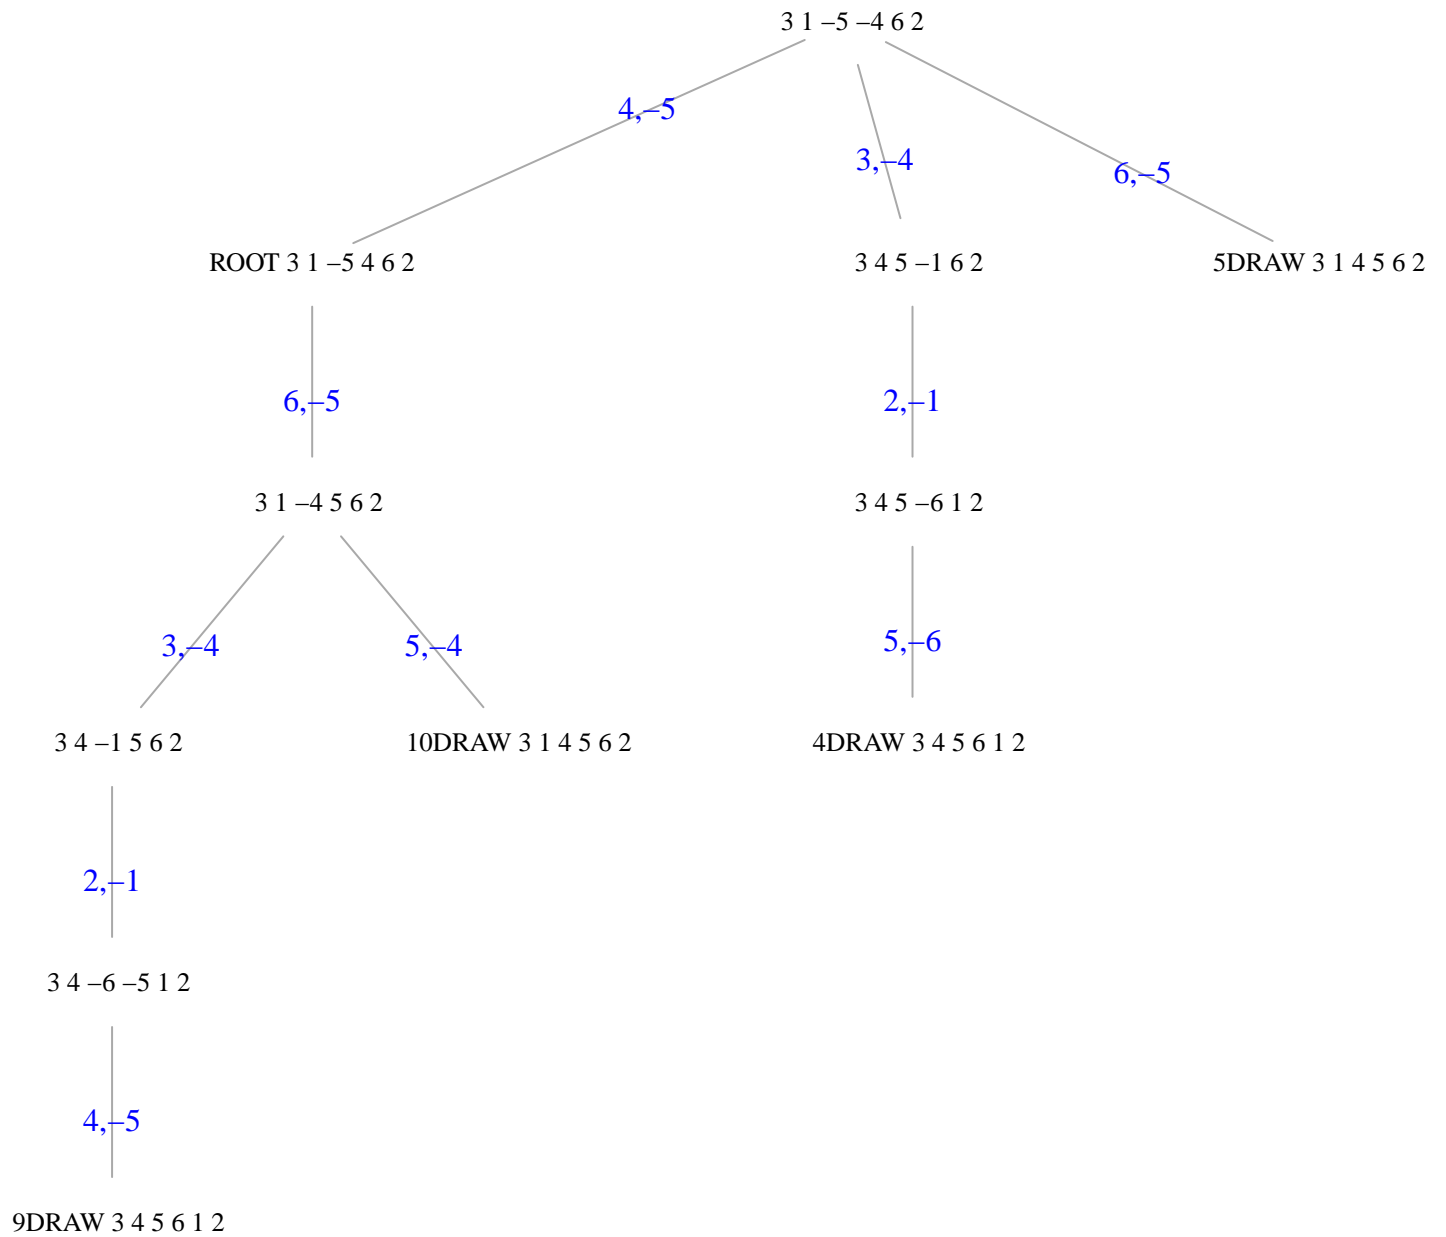 3 1 –5 –4 6 2
4,–5
3,–4
6,–5
ROOT 3 1 –5 4 6 2
3 4 5 –1 6 2
5DRAW 3 1 4 5 6 2
6,–5
2,–1
3 1 –4 5 6 2
3 4 5 –6 1 2
3,–4
5,–4
5,–6
3 4 –1 5 6 2
10DRAW 3 1 4 5 6 2
4DRAW 3 4 5 6 1 2
2,–1
3 4 –6 –5 1 2
4,–5
9DRAW 3 4 5 6 1 2